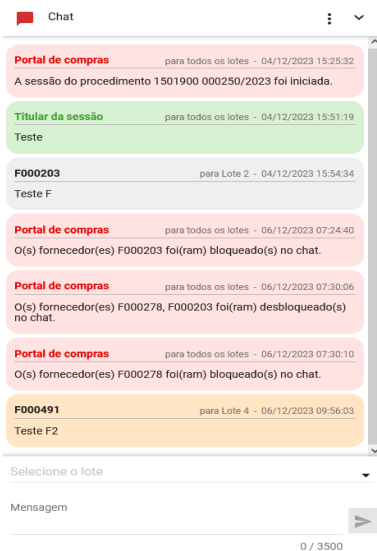 Chat
Portal de compras para todos os lotes - 04/12/2023 15:25:32
A sessão do procedimento 1501900 000250/2023 foi iniciada.
Titular da sessão para todos os lotes - 04/12/2023 15:51:19
Teste
F000203 para Lote 2 - 04/12/2023 15:54:34
Teste F
Portal de compras para todos os lotes - 06/12/2023 07:24:40
O(s) fornecedor(es) F000203 foi(ram) bloqueado(s) no chat.
Portal de compras para todos os lotes - 06/12/2023 07:30:06
O(s) fornecedor(es) F000278, F000203 foi(ram) desbloqueado(s)
no chat.
Portal de compras para todos os lotes - 06/12/2023 07:30:10
O(s) fornecedor(es) F000278 foi(ram) bloqueado(s) no chat.
F000491 para Lote 4 - 06/12/2023 09:56:03
Teste F2
Selecione o lote
Mensagem
0 / 3500